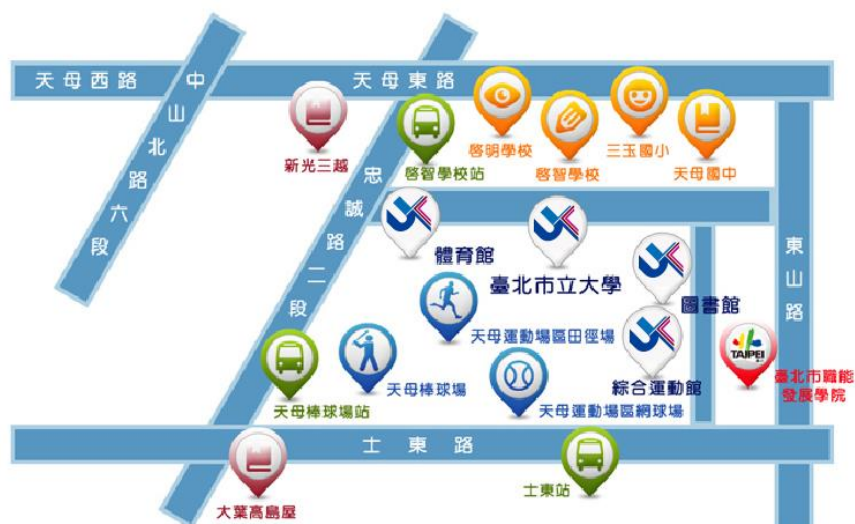 天母西路
中山北路六段
天母東路
新光三越
啓智學校站
啓明學校
啓智學校
三玉國小
天母國中
忠誠路二段
東山路
體育館
臺北市立大學
圖書館
天母運動場區田徑場
綜合運動館
TAIPEI
臺北市職能
發展學院
天母棒球場站
天母棒球場
天母運動場區網球場
士東路
大葉高島屋
士東站